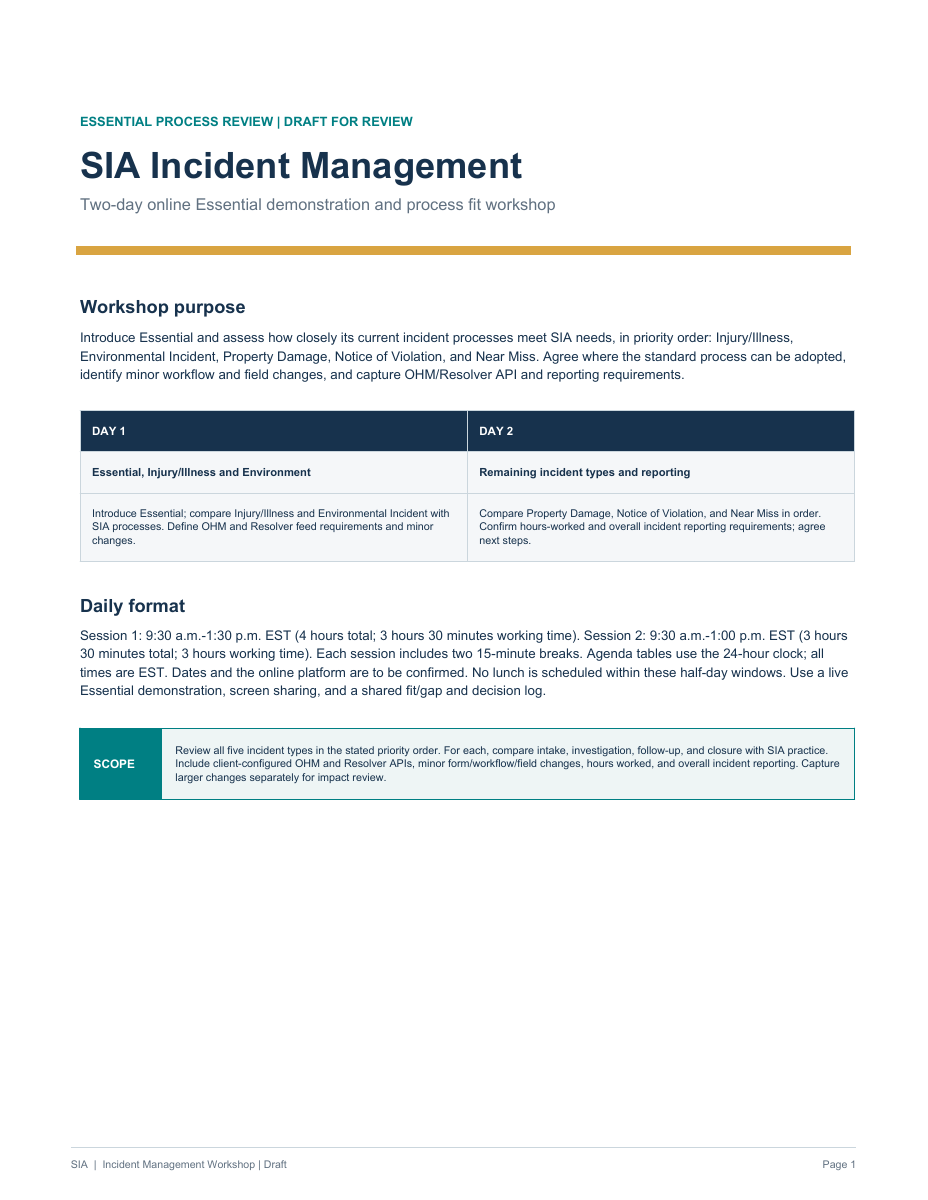 ESSENTIAL PROCESS REVIEW | DRAFT FOR REVIEW
SIA Incident Management
Two-day online Essential demonstration and process fit workshop
Workshop purpose
Introduce Essential and assess how closely its current incident processes meet SIA needs, in priority order: Injury/Illness,
Environmental Incident, Property Damage, Notice of Violation, and Near Miss. Agree where the standard process can be adopted,
identify minor workflow and field changes, and capture OHM/Resolver API and reporting requirements.
DAY 1
DAY 2
Essential, Injury/Illness and Environment
Remaining incident types and reporting
Introduce Essential; compare Injury/Illness and Environmental Incident with
SIA processes. Define OHM and Resolver feed requirements and minor
changes.
Compare Property Damage, Notice of Violation, and Near Miss in order.
Confirm hours-worked and overall incident reporting requirements; agree
next steps.
Daily format
Session 1: 9:30 a.m.-1:30 p.m. EST (4 hours total; 3 hours 30 minutes working time). Session 2: 9:30 a.m.-1:00 p.m. EST (3 hours
30 minutes total; 3 hours working time). Each session includes two 15-minute breaks. Agenda tables use the 24-hour clock; all
times are EST. Dates and the online platform are to be confirmed. No lunch is scheduled within these half-day windows. Use a live
Essential demonstration, screen sharing, and a shared fit/gap and decision log.
SCOPE
Review all five incident types in the stated priority order. For each, compare intake, investigation, follow-up, and closure with SIA practice.
Include client-configured OHM and Resolver APIs, minor form/workflow/field changes, hours worked, and overall incident reporting. Capture
larger changes separately for impact review.
SIA | Incident Management Workshop | Draft
Page 1